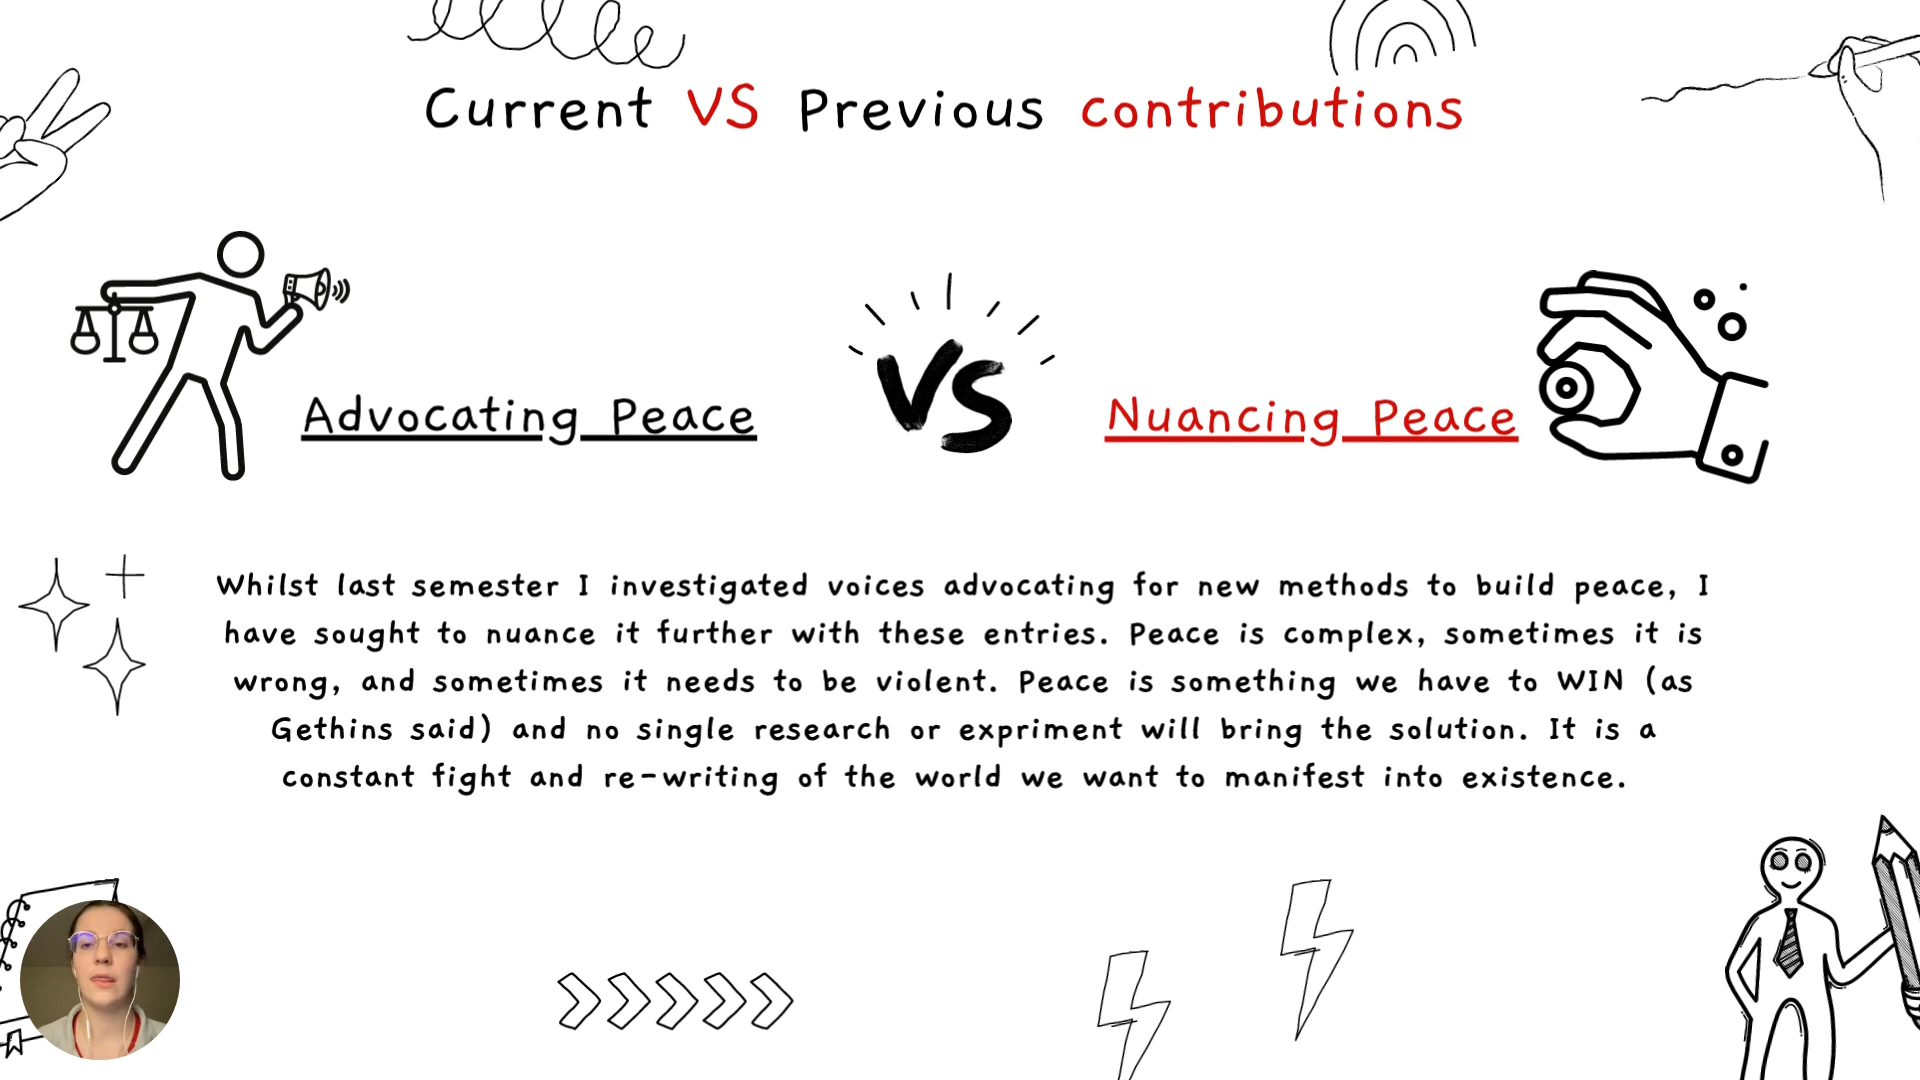 Current VS Previous contributions
Advocating Peace
VS
Nuancing Peace
Whilst last semester I investigated voices advocating for new methods to build peace, I
have sought to nuance it further with these entries. Peace is complex, sometimes it is
wrong, and sometimes it needs to be violent. Peace is something we have to WIN (as
Gethins said) and no single research or expriment will bring the solution. It is a
constant fight and re-writing of the world we want to manifest into existence.